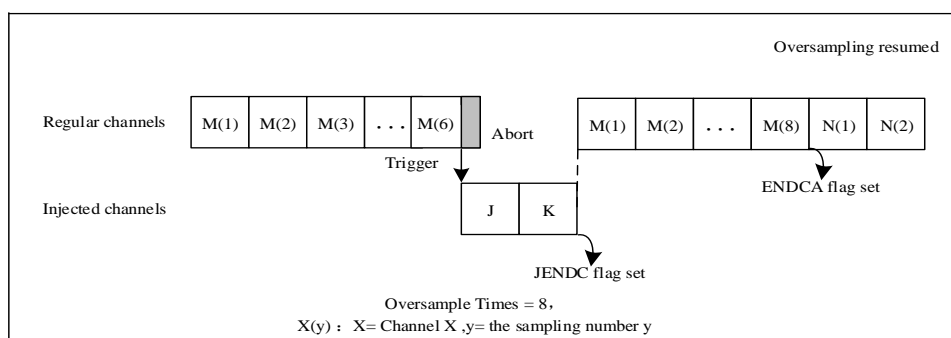 Oversampling resumed
Regular channels
M(1) M(2) M(3) ... M(6) Abort M(1) M(2) ... M(8) N(1) N(2)
Trigger
ENDCA flag set
Injected channels
J K
JENDC flag set
Oversample Times = 8，
X(y)： X= Channel X ,y= the sampling number y